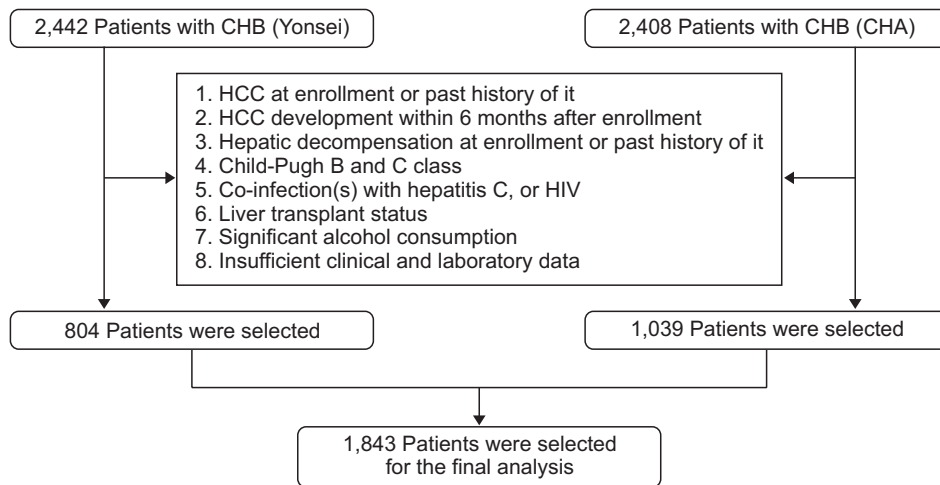 2,442 Patients with CHB (Yonsei)
2,408 Patients with CHB (CHA)
1. HCC at enrollment or past history of it
2. HCC development within 6 months after enrollment
3. Hepatic decompensation at enrollment or past history of it
4. Child-Pugh B and C class
5. Co-infection(s) with hepatitis C, or HIV
6. Liver transplant status
7. Significant alcohol consumption
8. Insufficient clinical and laboratory data
804 Patients were selected
1,039 Patients were selected
1,843 Patients were selected
for the final analysis